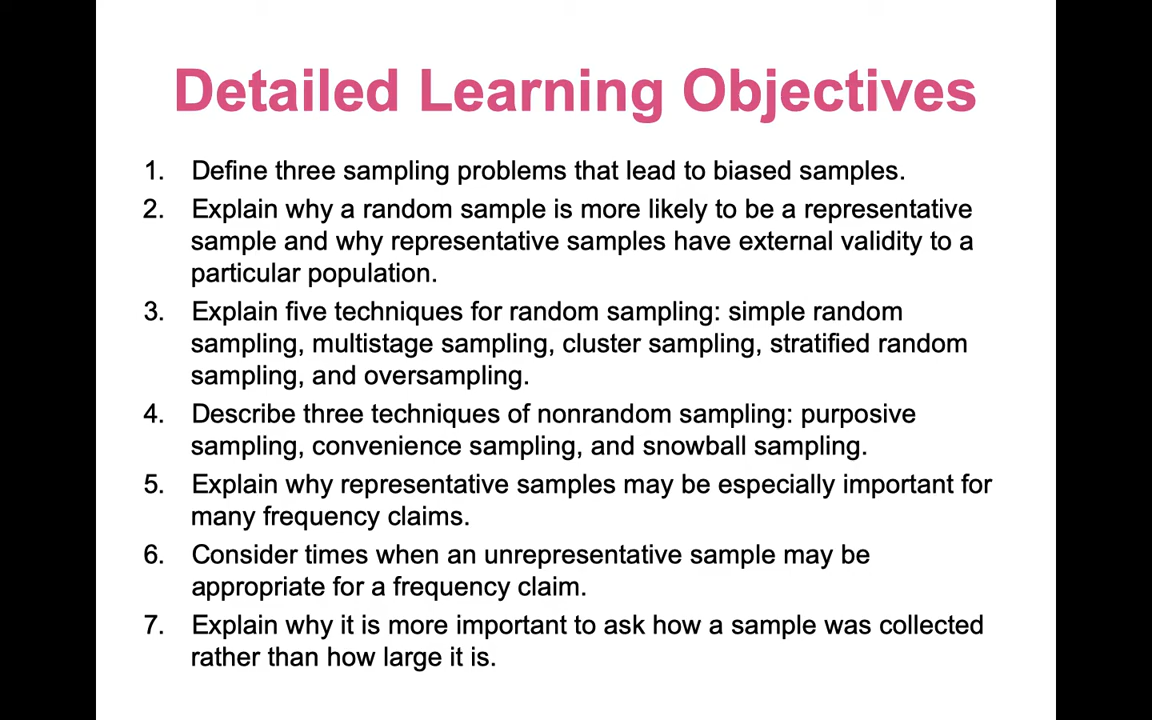 Detailed Learning Objectives
1. Define three sampling problems that lead to biased samples.
2. Explain why a random sample is more likely to be a representative
sample and why representative samples have external validity to a
particular population.
3. Explain five techniques for random sampling: simple random
sampling, multistage sampling, cluster sampling, stratified random
sampling, and oversampling.
4. Describe three techniques of nonrandom sampling: purposive
sampling, convenience sampling, and snowball sampling.
5. Explain why representative samples may be especially important for
many frequency claims.
6. Consider times when an unrepresentative sample may be
appropriate for a frequency claim.
7. Explain why it is more important to ask how a sample was collected
rather than how large it is.